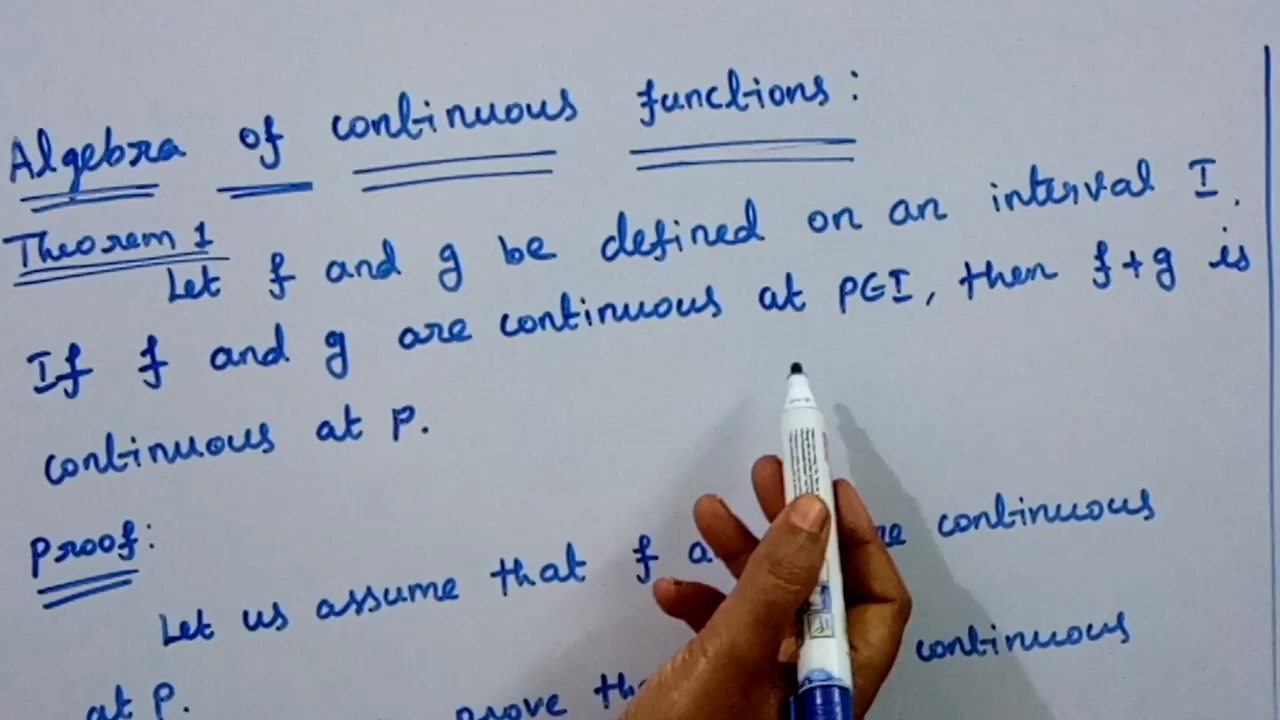 Algebra of continuous functions:
Theorem 1
Let f and g be defined on an interval I.
If f and g are continuous at P∈I, then f+g is
continuous at P.
Proof:
Let us assume that f continuous
at P. prove continuous